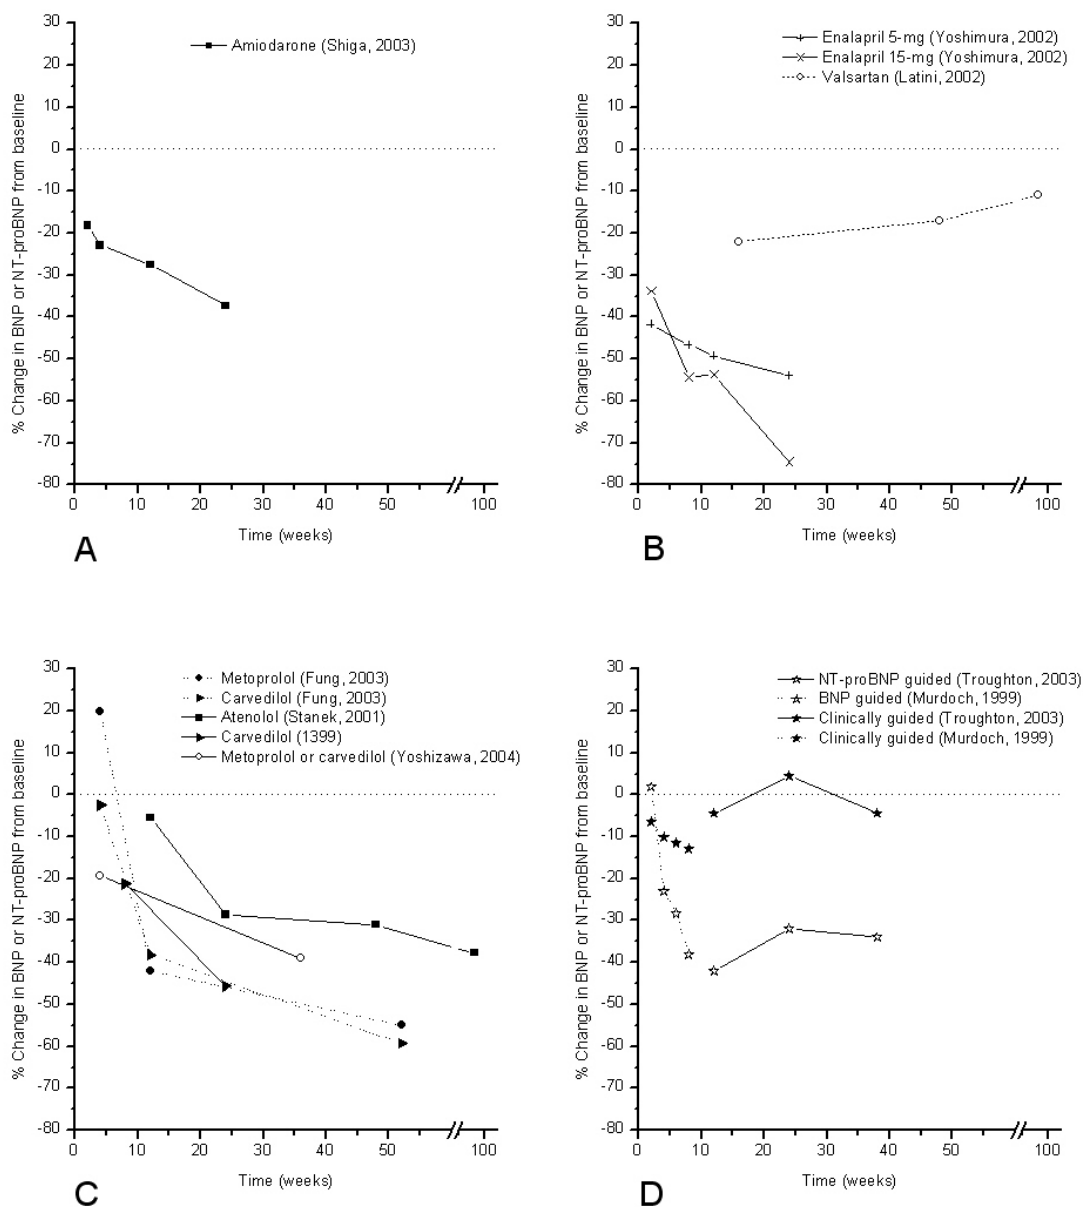 30
20
10
0
-10
-20
-30
-40
-50
-60
-70
-80
% Change in BNP or NT-proBNP from baseline
Amiodarone (Shiga, 2003)
0 10 20 30 40 50 100
Time (weeks)
A
30
20
10
0
-10
-20
-30
-40
-50
-60
-70
-80
% Change in BNP or NT-proBNP from baseline
Enalapril 5-mg (Yoshimura, 2002)
Enalapril 15-mg (Yoshimura, 2002)
Valsartan (Latini, 2002)
0 10 20 30 40 50 100
Time (weeks)
B
30
20
10
0
-10
-20
-30
-40
-50
-60
-70
-80
% Change in BNP or NT-proBNP from baseline
Metoprolol (Fung, 2003)
Carvedilol (Fung, 2003)
Atenolol (Stanek, 2001)
Carvedilol (1399)
Metoprolol or carvedilol (Yoshizawa, 2004)
0 10 20 30 40 50 100
Time (weeks)
C
30
20
10
0
-10
-20
-30
-40
-50
-60
-70
-80
% Change in BNP or NT-proBNP from baseline
NT-proBNP guided (Troughton, 2003)
BNP guided (Murdoch, 1999)
Clinically guided (Troughton, 2003)
Clinically guided (Murdoch, 1999)
0 10 20 30 40 50 100
Time (weeks)
D